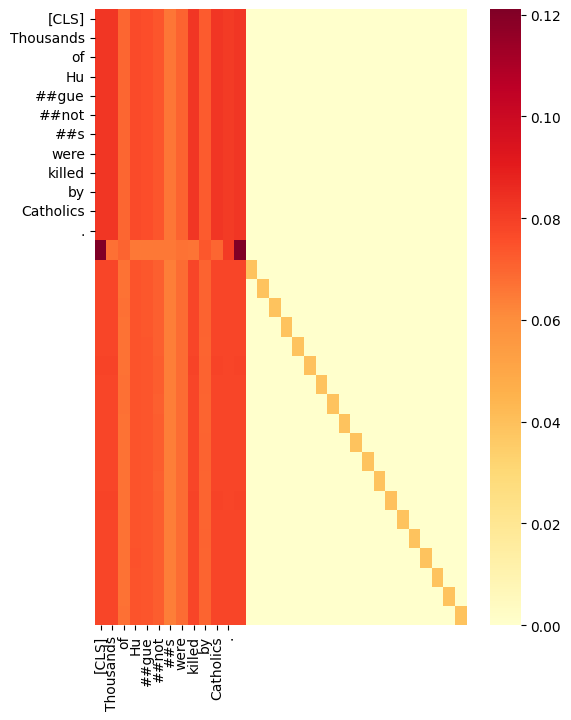 [CLS]
Thousands
of
Hu
##gue
##not
##s
were
killed
by
Catholics
.
[CLS]
Thousands
of
Hu
##gue
##not
##s
were
killed
by
Catholics
.
0.12
0.10
0.08
0.06
0.04
0.02
0.00